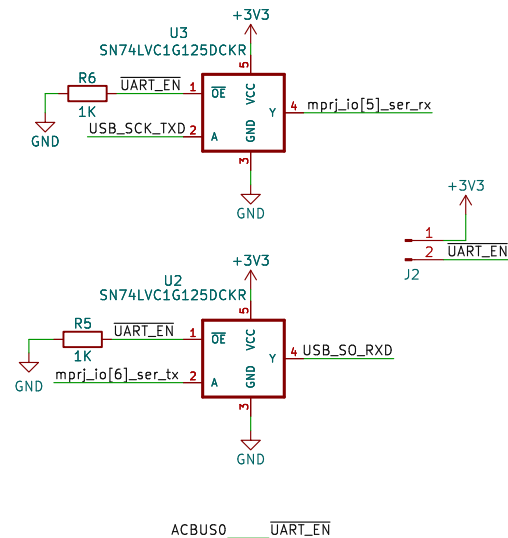 +3V3
U3
SN74LVC1G125DCKR
R6
UART_EN
1K
GND
USB_SCK_TXD
1
2
5
4
3
OE
A
VCC
GND
Y
mprj_io[5]_ser_rx
GND
+3V3
1
2
UART_EN
J2
+3V3
U2
SN74LVC1G125DCKR
R5
UART_EN
1K
GND
mprj_io[6]_ser_tx
1
2
5
4
3
OE
A
VCC
GND
Y
USB_SO_RXD
GND
ACBUS0 UART_EN